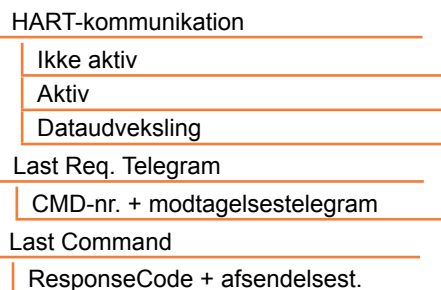 HART-kommunikation
Ikke aktiv
Aktiv
Dataudveksling
Last Req. Telegram
CMD-nr. + modtagelsestelegram
Last Command
ResponseCode + afsendelsest.